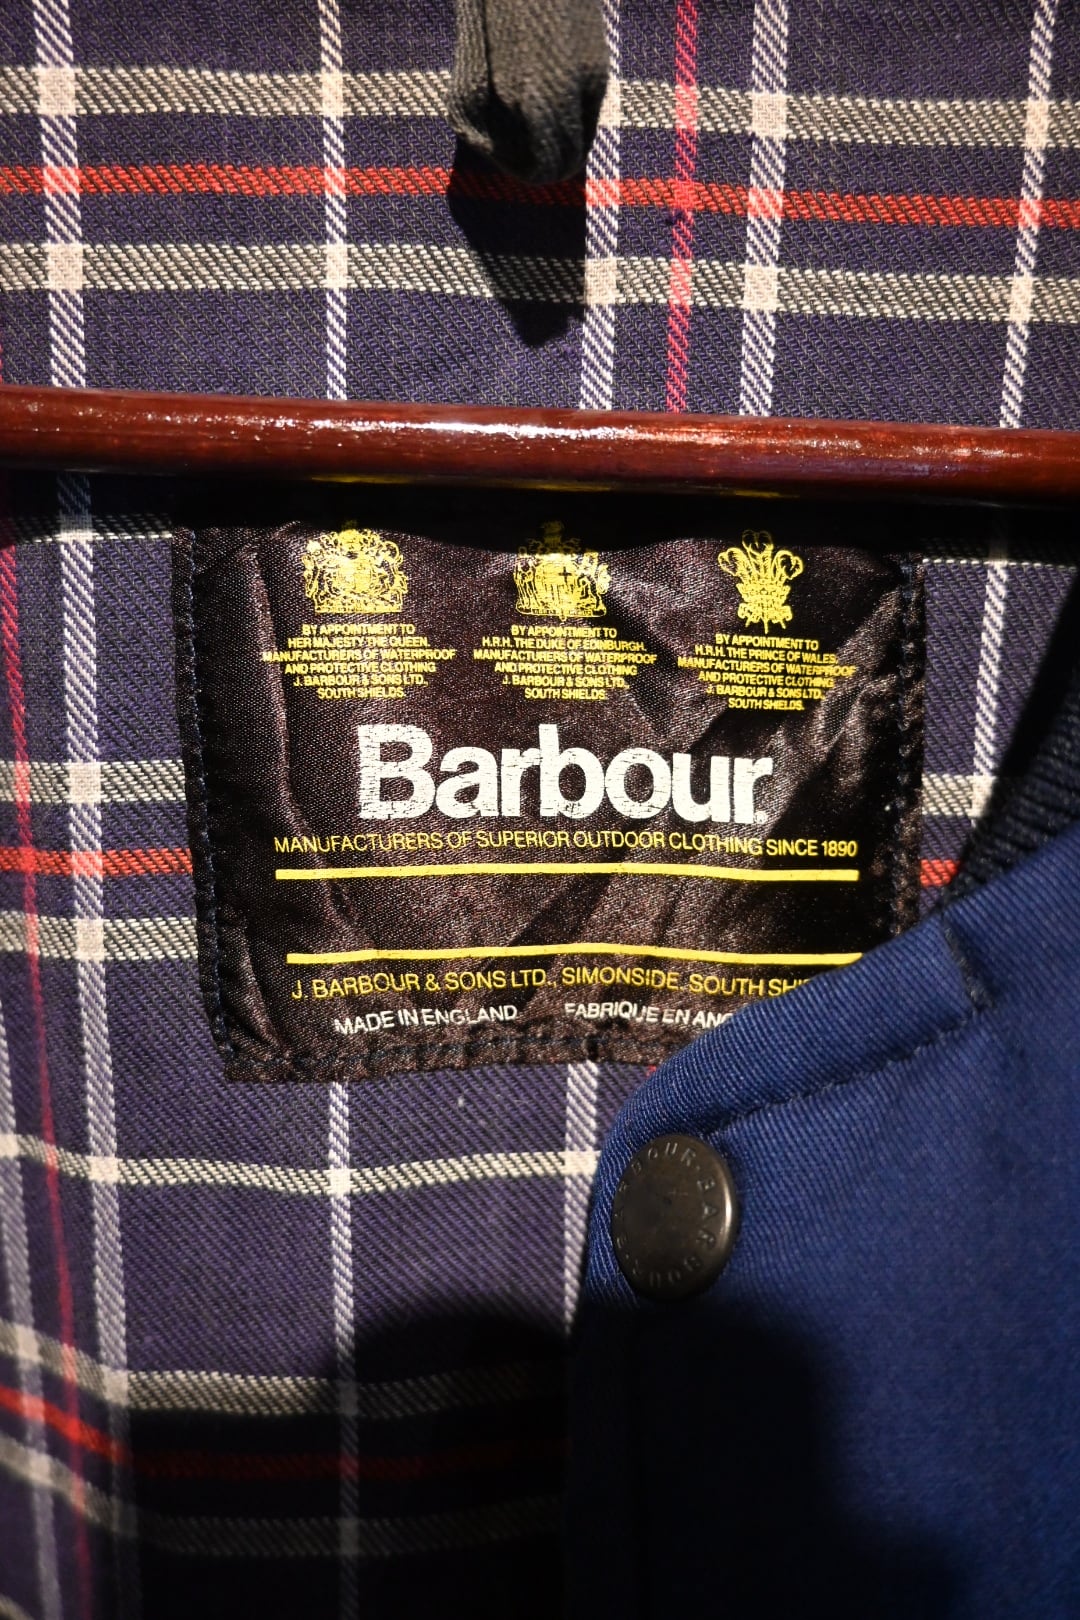 BY APPOINTMENT TO
HER MAJESTY THE QUEEN.
MANUFACTURERS OF WATERPROOF
AND PROTECTIVE CLOTHING
J. BARBOUR & SONS LTD.,
SOUTH SHIELDS.
BY APPOINTMENT TO
H.R.H. THE DUKE OF EDINBURGH.
MANUFACTURERS OF WATERPROOF
AND PROTECTIVE CLOTHING
J. BARBOUR & SONS LTD.,
SOUTH SHIELDS.
BY APPOINTMENT TO
H.R.H. THE PRINCE OF WALES.
MANUFACTURERS OF WATERPROOF
AND PROTECTIVE CLOTHING
J. BARBOUR & SONS LTD.,
SOUTH SHIELDS.
Barbour.
MANUFACTURERS OF SUPERIOR OUTDOOR CLOTHING SINCE 1890
J. BARBOUR & SONS LTD., SIMONSIDE, SOUTH
MADE IN ENGLAND FABRIQUE EN
BARBOUR · BARBOUR ·